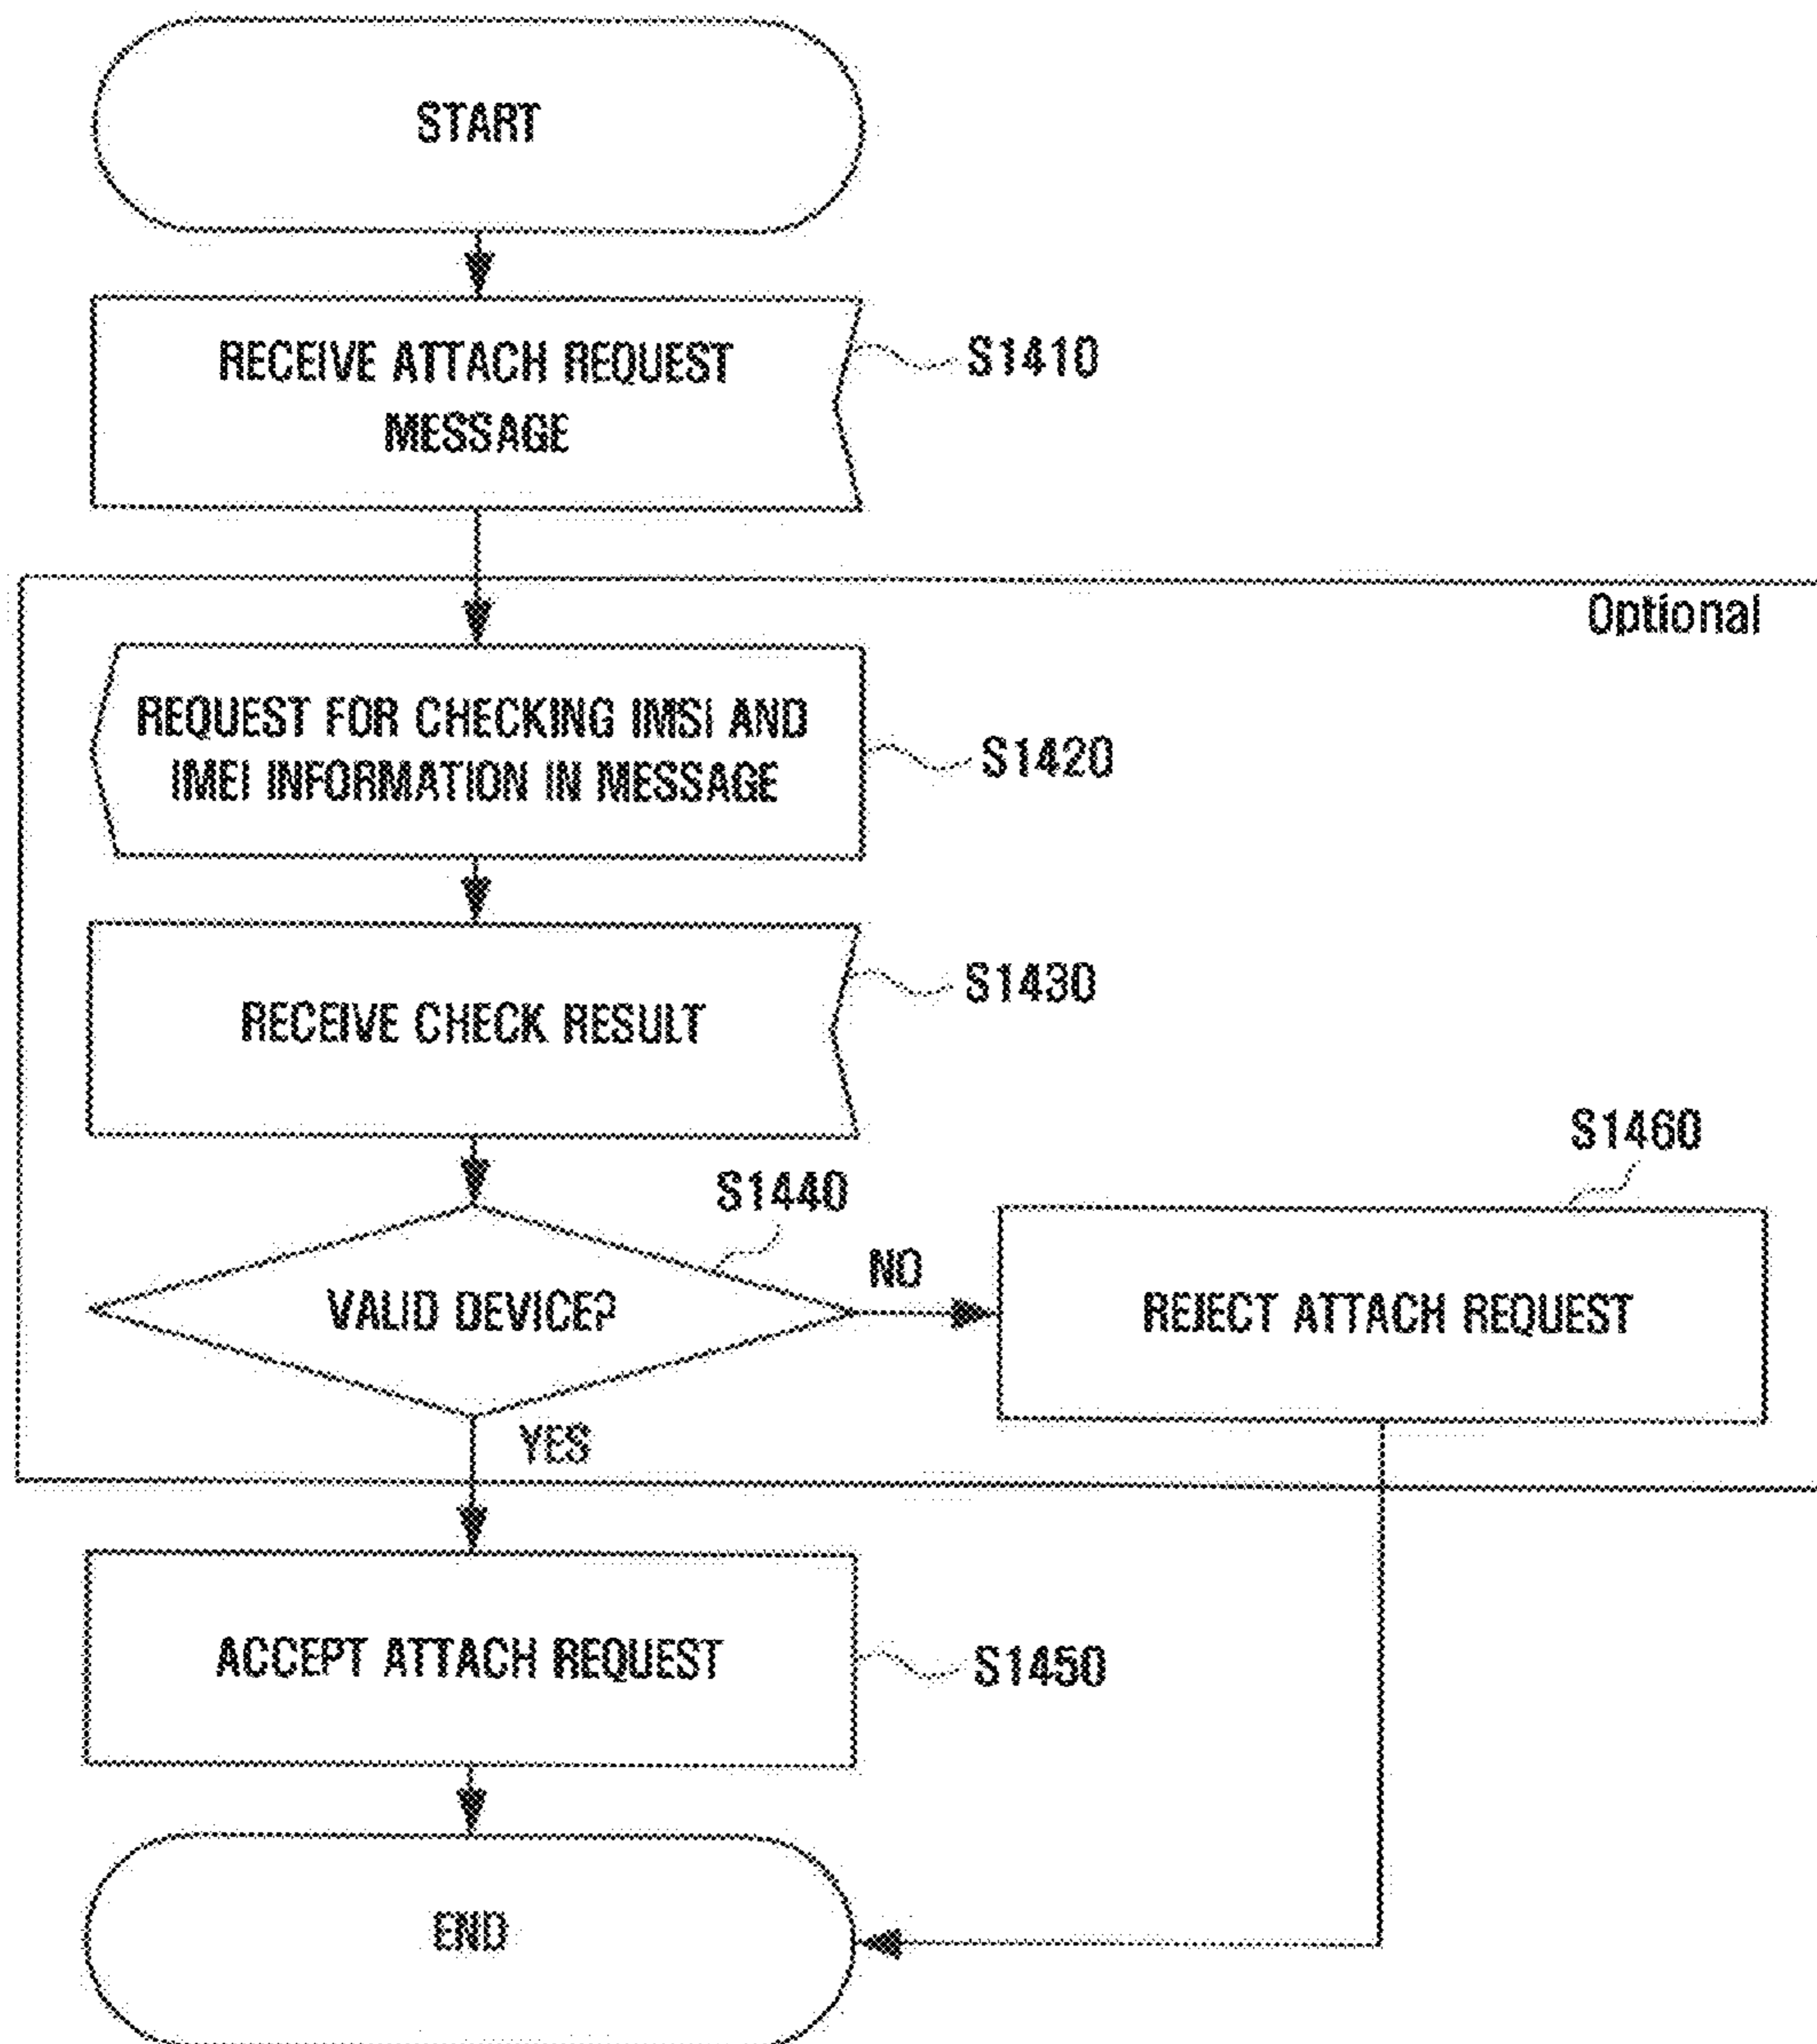 START
RECEIVE ATTACH REQUEST
MESSAGE
S1410
Optional
REQUEST FOR CHECKING IMSI AND
IMEI INFORMATION IN MESSAGE
S1420
RECEIVE CHECK RESULT
S1430
S1440
S1460
VALID DEVICE?
NO
REJECT ATTACH REQUEST
YES
ACCEPT ATTACH REQUEST
S1450
END